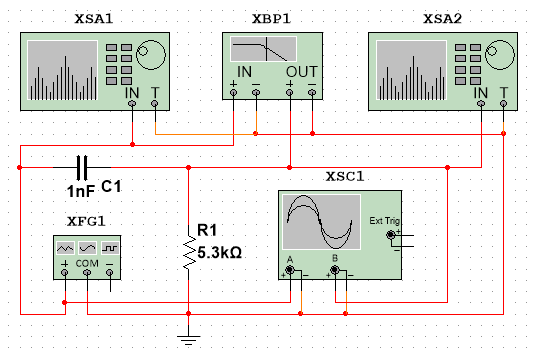 XSA1 XBP1 XSA2
IN T IN OUT IN T
+ − + −
1nF C1
XSC1
XFG1
R1
5.3kΩ
Ext Trig
+
−
+ COM −
A B
+ − + −